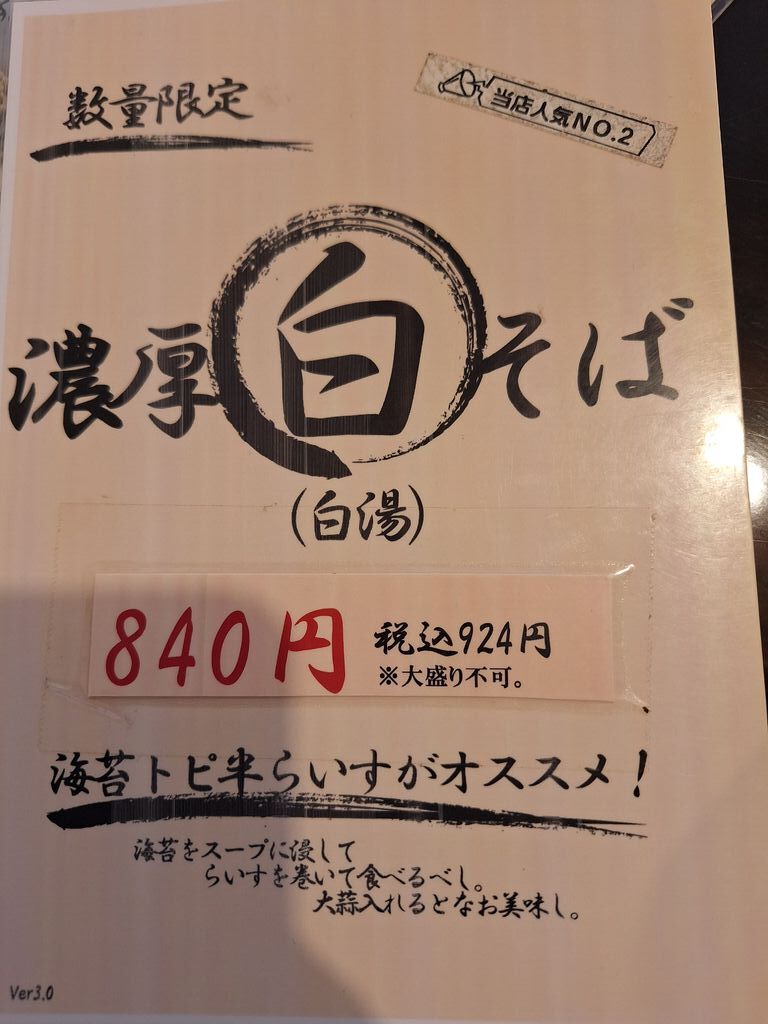 数量限定
当店人気NO.2
濃厚白そば
(白湯)
840円 税込924円
※大盛り不可。
海苔トピ半らいすがオススメ!
海苔をスープに浸して
らいすを巻いて食べるべし。
大蒜入れるとなお美味し。
Ver3.0